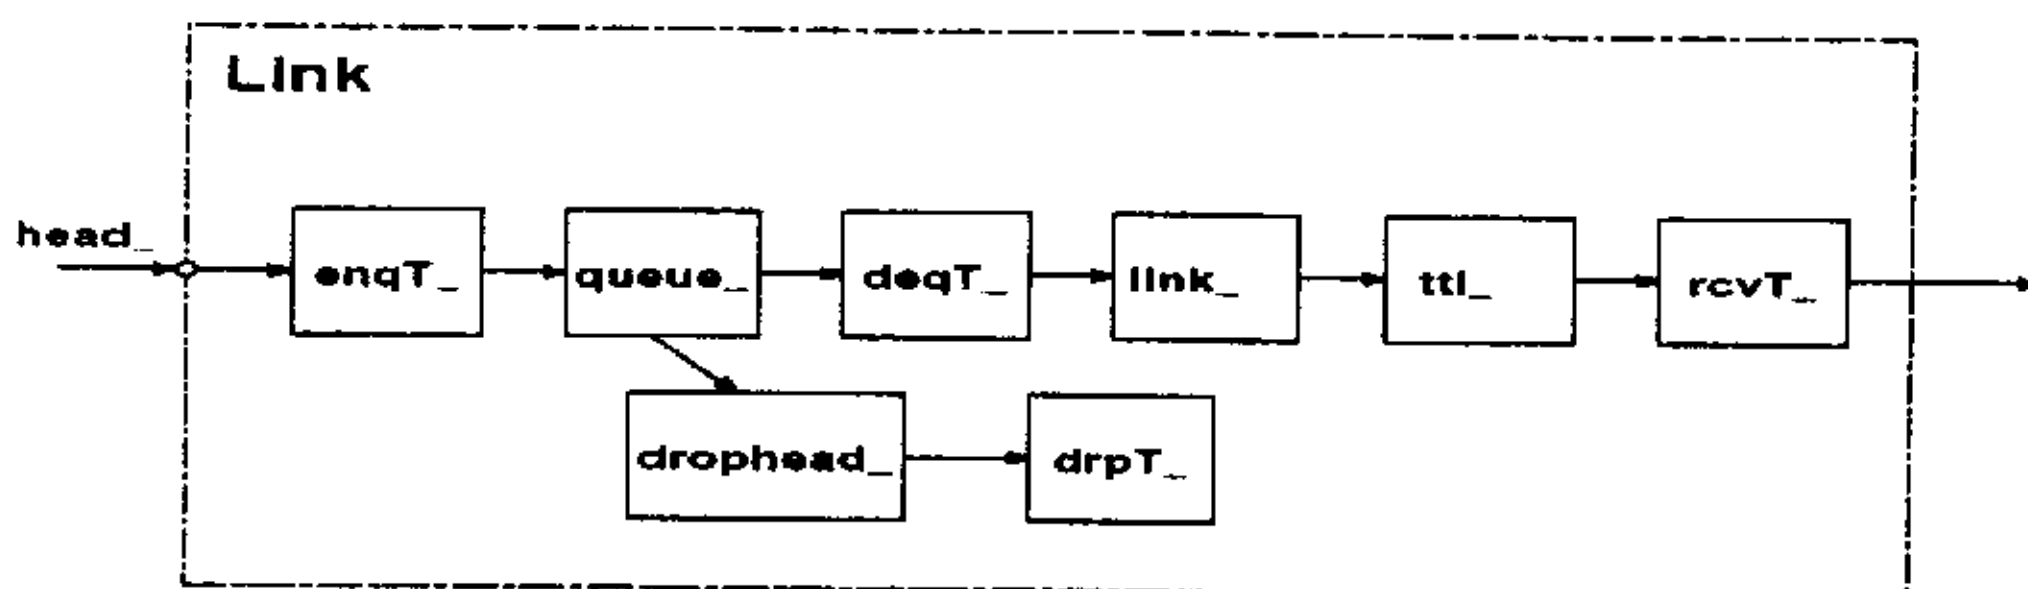 Link
head_
enqT_
queue_
deqT_
link_
ttl_
rcvT_
drophead_
drpT_